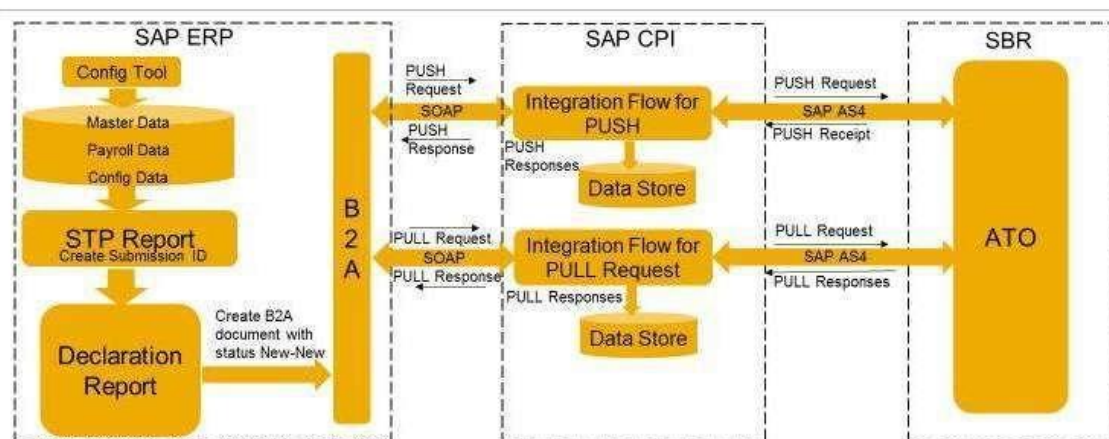 SAP ERP
SAP CPI
SBR
Config Tool
Master Data
Payroll Data
Config Data
STP Report
Create Submission ID
Declaration
Report
Create B2A
document with
status New-New
B
2
A
PUSH
Request
SOAP
PUSH
Response
PULL Request
SOAP
PULL Response
Integration Flow for
PUSH
PUSH
Responses
Data Store
Integration Flow for
PULL Request
PULL Responses
Data Store
PUSH Request
SAP AS4
PUSH Receipt
PULL Request
SAP AS4
PULL Responses
ATO